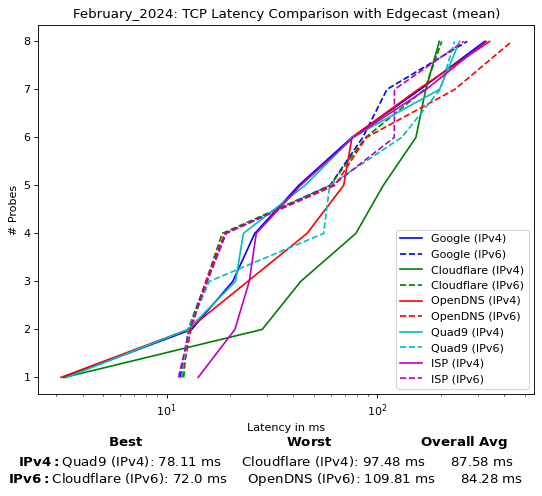 February_2024: TCP Latency Comparison with Edgecast (mean)
8
7
6
5
4
3
2
1
# Probes
10¹ 10²
Latency in ms
Google (IPv4)
Google (IPv6)
Cloudflare (IPv4)
Cloudflare (IPv6)
OpenDNS (IPv4)
OpenDNS (IPv6)
Quad9 (IPv4)
Quad9 (IPv6)
ISP (IPv4)
ISP (IPv6)
Best Worst Overall Avg
IPv4: Quad9 (IPv4): 78.11 ms Cloudflare (IPv4): 97.48 ms 87.58 ms
IPv6: Cloudflare (IPv6): 72.0 ms OpenDNS (IPv6): 109.81 ms 84.28 ms